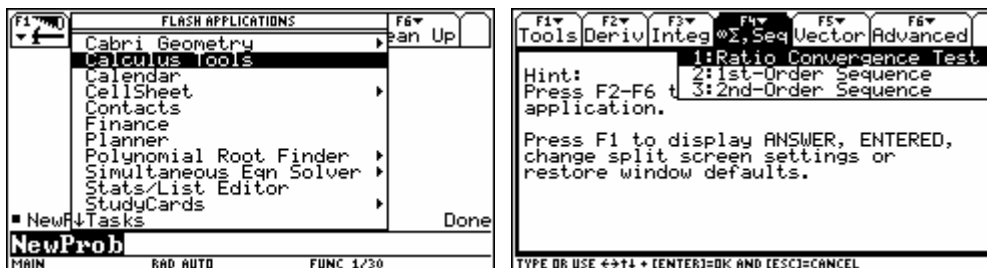 F1▼ FLASH APPLICATIONS F6▼
ean Up
Cabri Geometry ▸
Calculus Tools
Calendar
CellSheet ▸
Contacts
Finance
Planner
Polynomial Root Finder ▸
Simultaneous Eqn Solver ▸
Stats/List Editor
StudyCards ▸
■ NewP ↓Tasks Done
NewProb
MAIN RAD AUTO FUNC 1/30
F1▼ F2▼ F3▼ F4▼ F5▼ F6▼
Tools Deriv Integ ∞Σ,Seq Vector Advanced
1:Ratio Convergence Test
2:1st-Order Sequence
3:2nd-Order Sequence
Hint:
Press F2-F6 t
application.
Press F1 to display ANSWER, ENTERED,
change split screen settings or
restore window defaults.
TYPE OR USE ←→↑↓ + [ENTER]=OK AND [ESC]=CANCEL